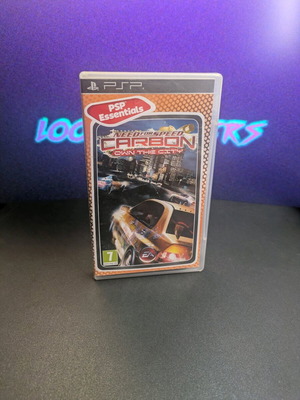 PSP
PSP
Essentials
NEED FOR SPEED
CARBON
OWN THE CITY
7
EA